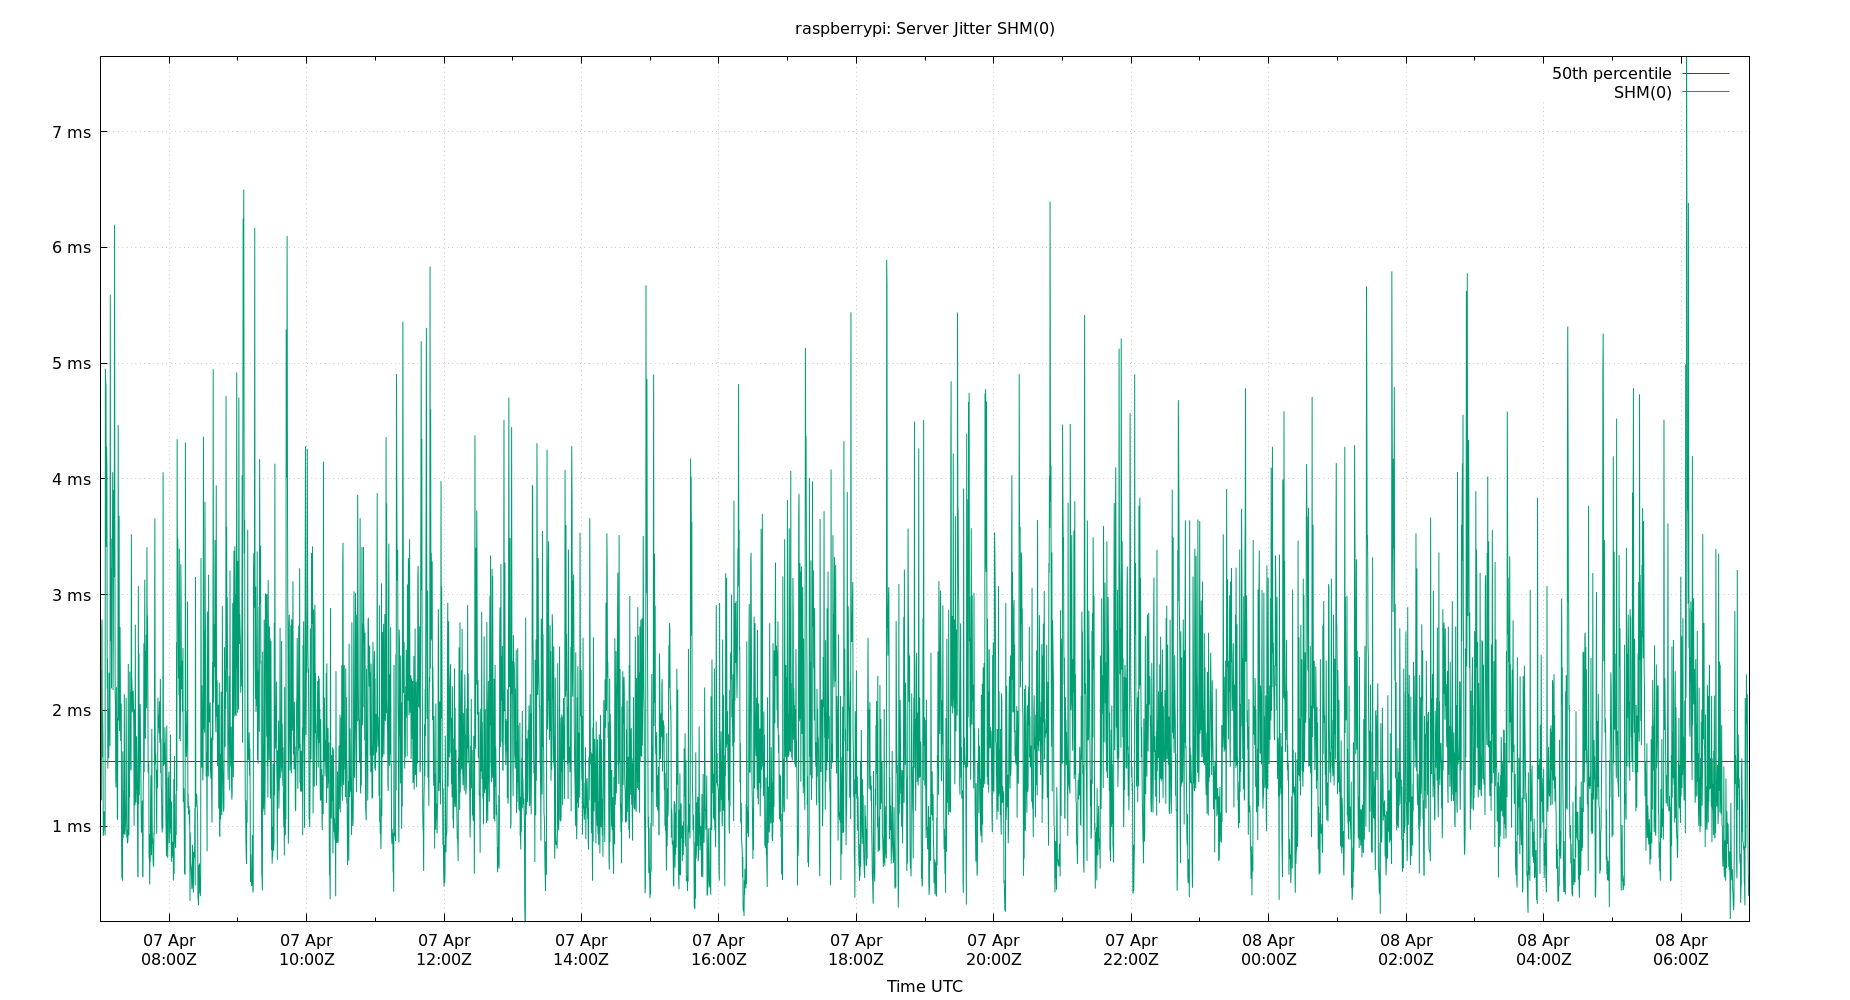 raspberrypi: Server Jitter SHM(0)
50th percentile
SHM(0)
7 ms
6 ms
5 ms
4 ms
3 ms
2 ms
1 ms
07 Apr 07 Apr 07 Apr 07 Apr 07 Apr 07 Apr 07 Apr 07 Apr 08 Apr 08 Apr 08 Apr 08 Apr
08:00Z 10:00Z 12:00Z 14:00Z 16:00Z 18:00Z 20:00Z 22:00Z 00:00Z 02:00Z 04:00Z 06:00Z
Time UTC